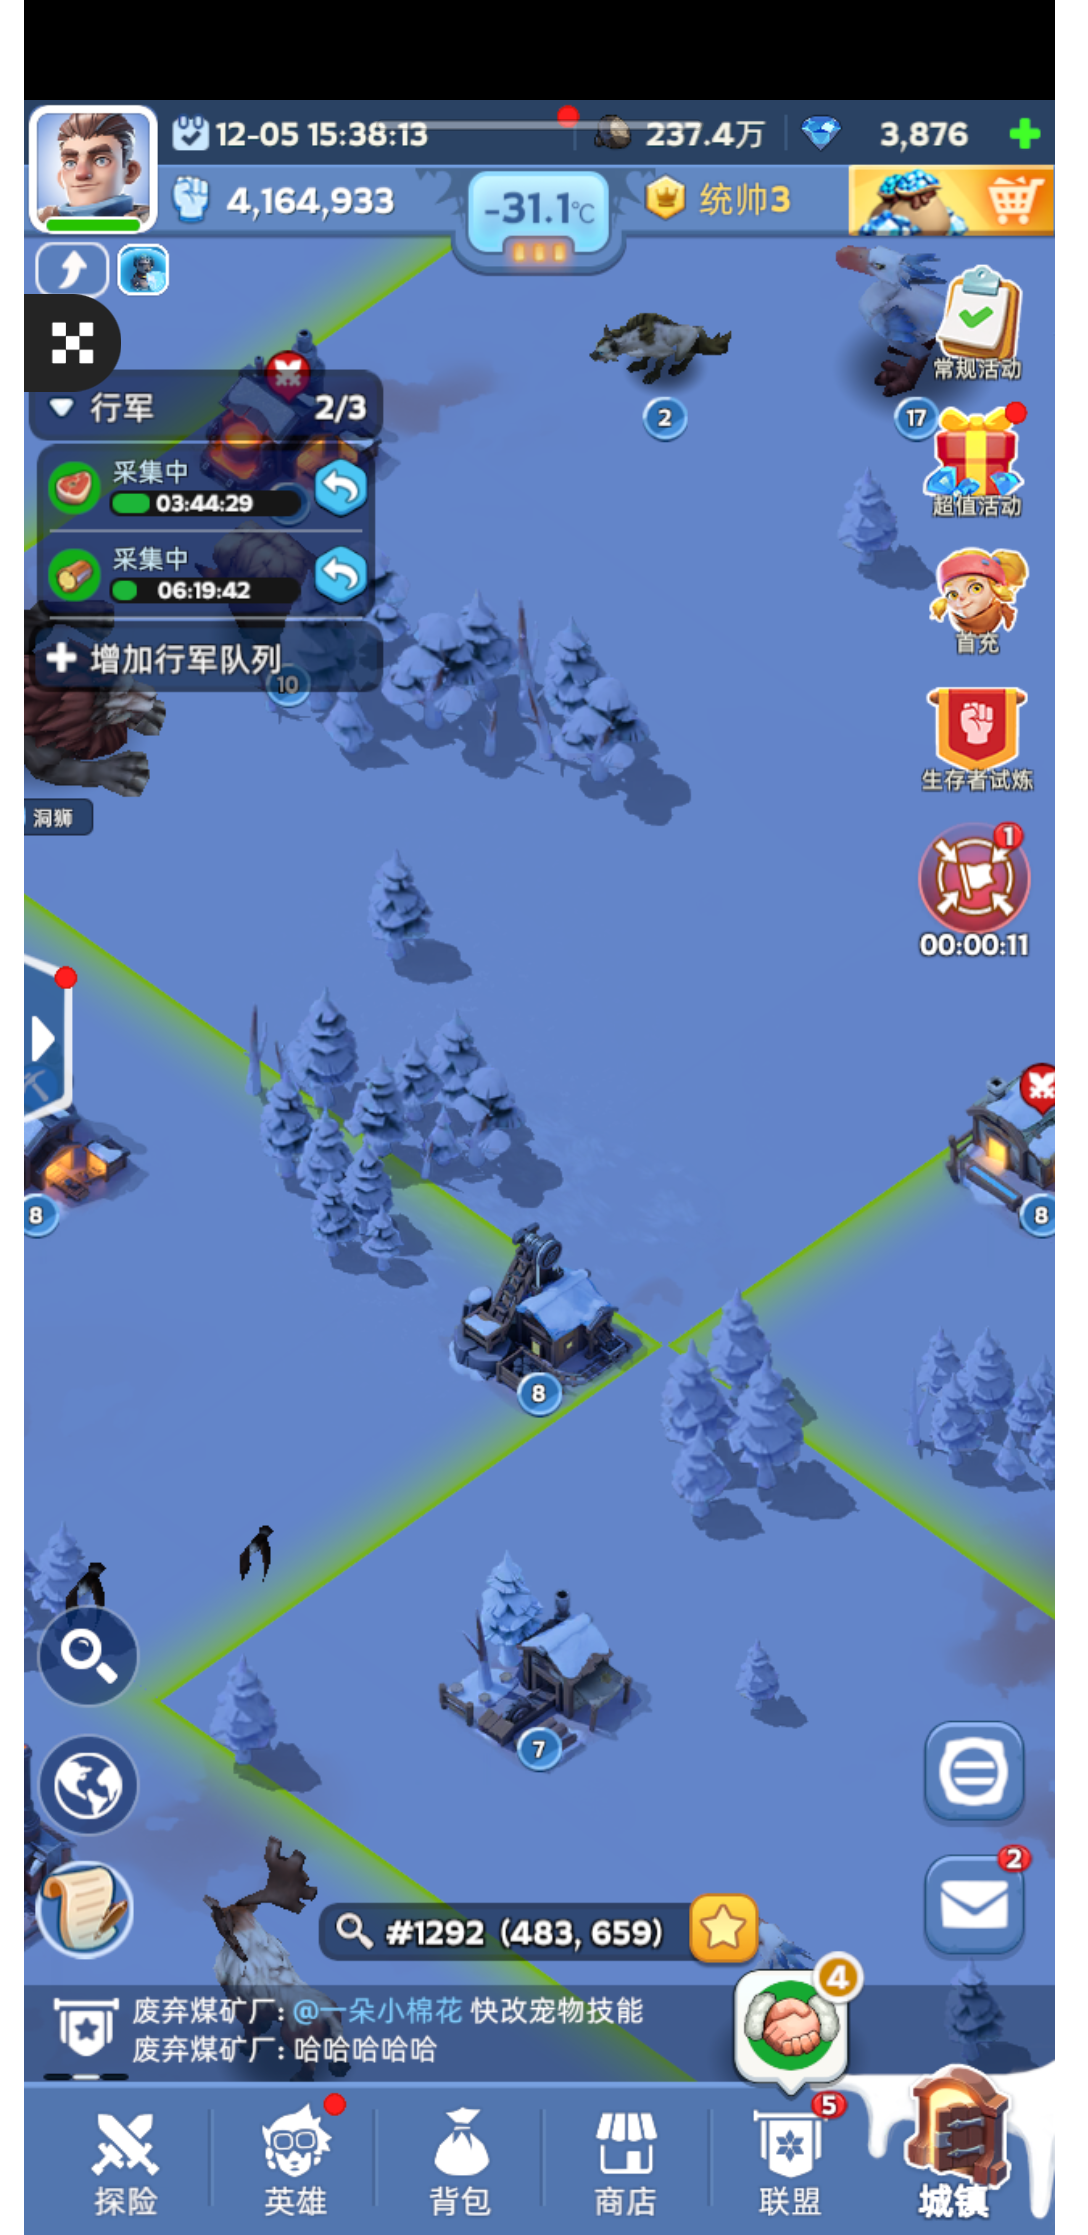 12-05 15:38:13
237.4万
3,876
4,164,933
-31.1℃
统帅3
行军
2/3
采集中
03:44:29
采集中
06:19:42
增加行军队列
10
2
17
常规活动
超值活动
首充
生存者试炼
1
00:00:11
洞狮
8
8
8
7
#1292 (483, 659)
2
4
废弃煤矿厂: @一朵小棉花 快改宠物技能
废弃煤矿厂: 哈哈哈哈哈
5
探险
英雄
背包
商店
联盟
城镇